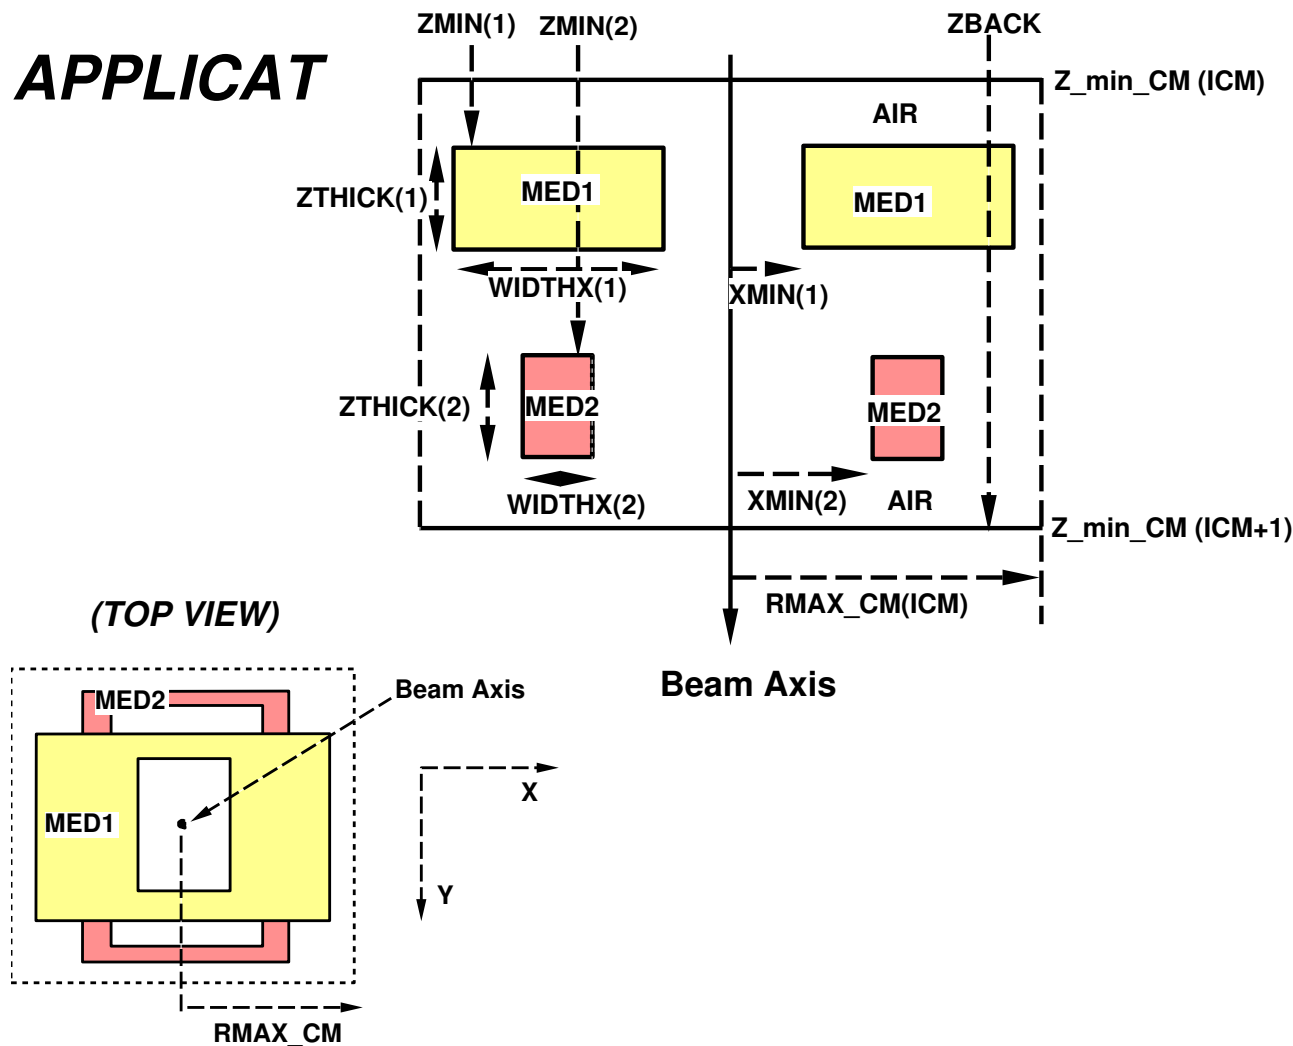 APPLICAT
ZMIN(1)
ZMIN(2)
ZBACK
Z_min_CM (ICM)
AIR
MED1
MED1
ZTHICK(1)
WIDTHX(1)
XMIN(1)
ZTHICK(2)
MED2
MED2
WIDTHX(2)
XMIN(2)
AIR
Z_min_CM (ICM+1)
RMAX_CM(ICM)
Beam Axis
(TOP VIEW)
MED2
Beam Axis
MED1
X
Y
RMAX_CM